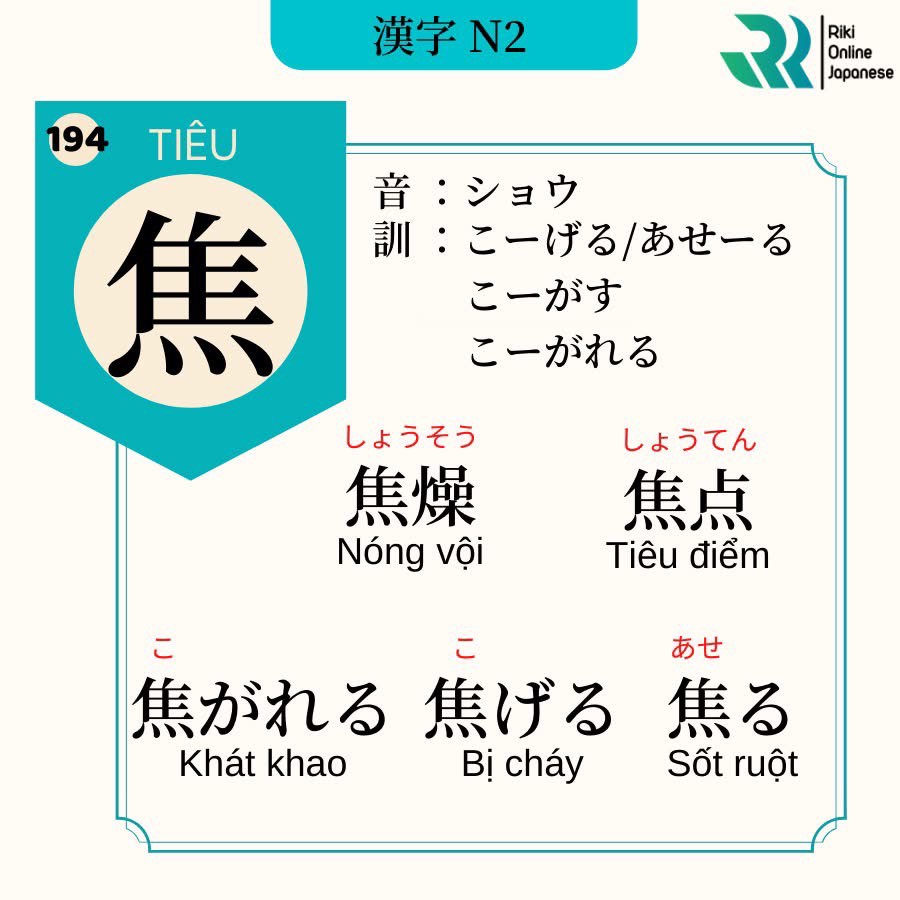 漢字 N2
Riki
Online
Japanese
194
TIÊU
焦
音 ：ショウ
訓 ：こーげる/あせーる
こーがす
こーがれる
しょうそう
焦燥
Nóng vội
しょうてん
焦点
Tiêu điểm
こ
焦がれる
Khát khao
こ
焦げる
Bị cháy
あせ
焦る
Sốt ruột